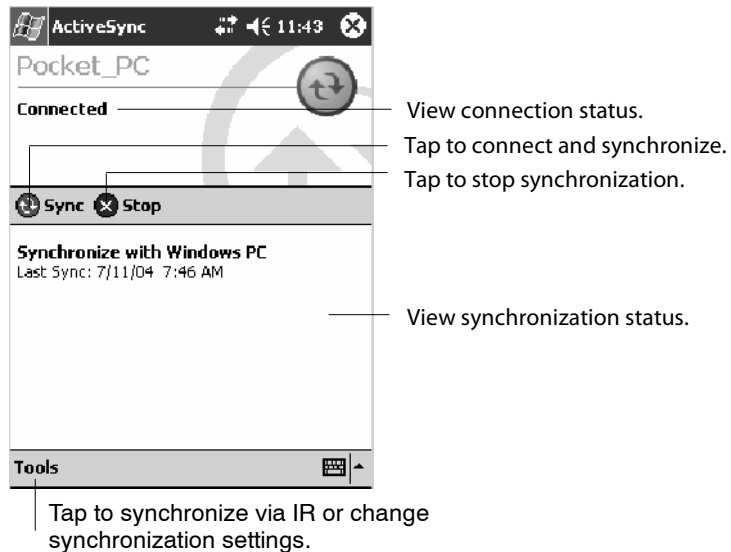 ActiveSync 11:43
Pocket_PC
Connected
View connection status.
Tap to connect and synchronize.
Tap to stop synchronization.
Sync Stop
Synchronize with Windows PC
Last Sync: 7/11/04 7:46 AM
View synchronization status.
Tools
Tap to synchronize via IR or change
synchronization settings.